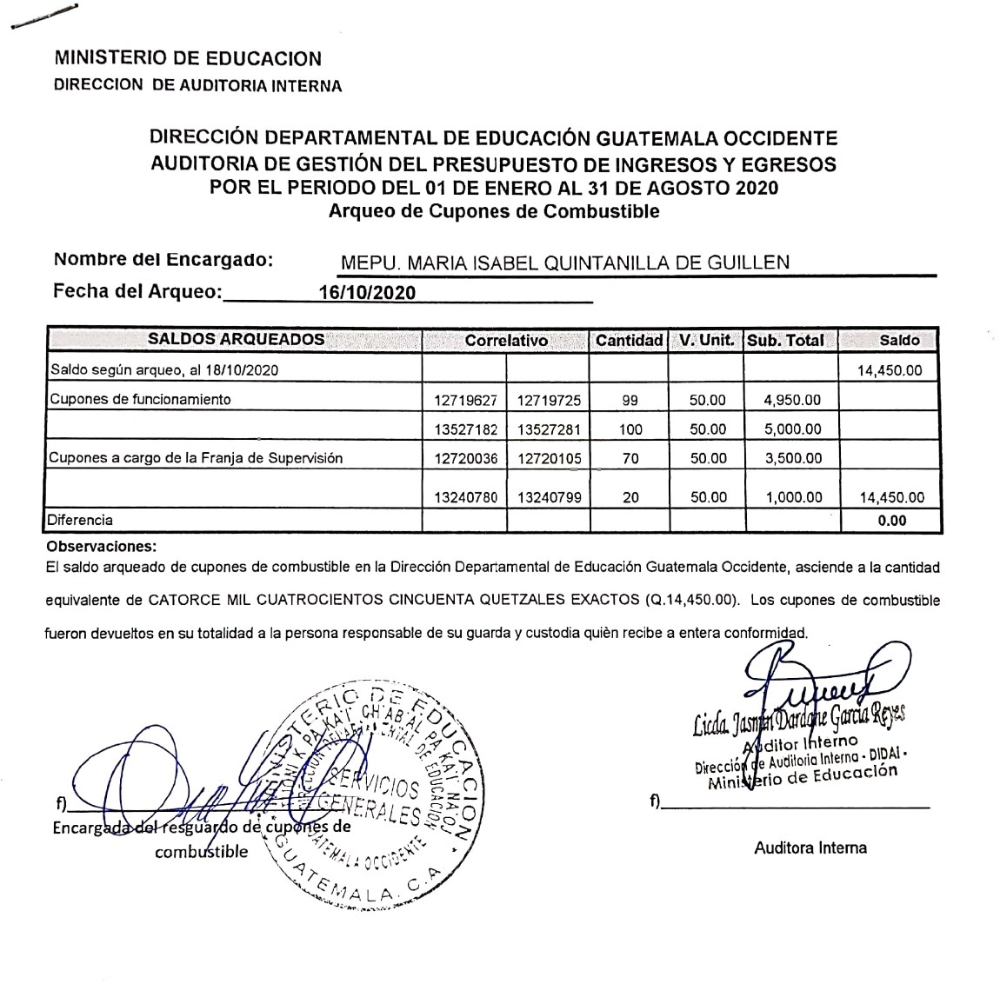 MINISTERIO DE EDUCACION
DIRECCION DE AUDITORIA INTERNA
DIRECCIÓN DEPARTAMENTAL DE EDUCACIÓN GUATEMALA OCCIDENTE
AUDITORIA DE GESTIÓN DEL PRESUPUESTO DE INGRESOS Y EGRESOS
POR EL PERIODO DEL 01 DE ENERO AL 31 DE AGOSTO 2020
Arqueo de Cupones de Combustible
Nombre del Encargado: MEPU. MARIA ISABEL QUINTANILLA DE GUILLEN
Fecha del Arqueo: 16/10/2020
SALDOS ARQUEADOS Correlativo Cantidad V. Unit. Sub. Total Saldo
Saldo según arqueo, al 18/10/2020 14,450.00
Cupones de funcionamiento 12719627 12719725 99 50.00 4,950.00
13527182 13527281 100 50.00 5,000.00
Cupones a cargo de la Franja de Supervisión 12720036 12720105 70 50.00 3,500.00
13240780 13240799 20 50.00 1,000.00 14,450.00
Diferencia 0.00
Observaciones:
El saldo arqueado de cupones de combustible en la Dirección Departamental de Educación Guatemala Occidente, asciende a la cantidad
equivalente de CATORCE MIL CUATROCIENTOS CINCUENTA QUETZALES EXACTOS (Q.14,450.00). Los cupones de combustible
fueron devueltos en su totalidad a la persona responsable de su guarda y custodia quièn recibe a entera conformidad.
Licda. Jasmín Dardane García Reyes
Auditor Interno
Dirección de Auditoria Interna - DIDAI -
Ministerio de Educación
f)
Auditora Interna
MINISTERIO DE EDUCACION
DIRECCION DEPARTAMENTAL DE EDUCACION
SERVICIOS
GENERALES
GUATEMALA OCCIDENTE
* GUATEMALA. C.A *
f)
Encargada del resguardo de cupones de
combustible